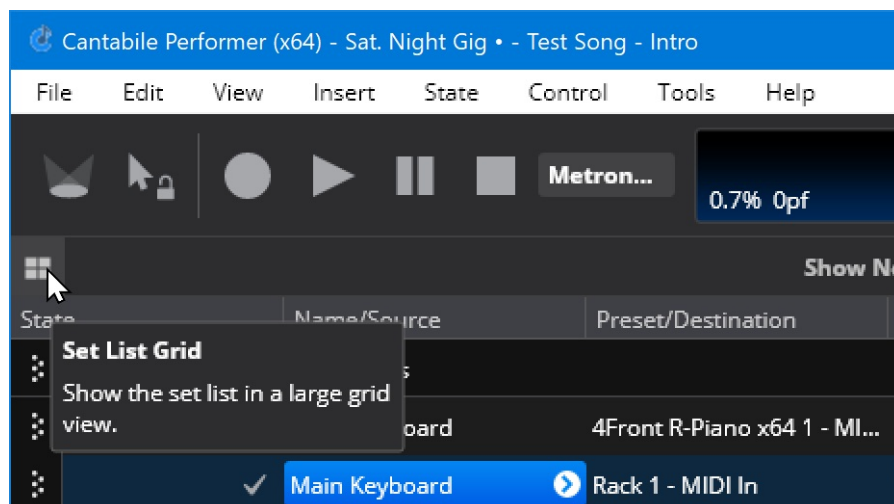 Cantabile Performer (x64) - Sat. Night Gig • - Test Song - Intro
File Edit View Insert State Control Tools Help
Metron...
0.7% 0pf
Show
State Name/Source Preset/Destination
Set List Grid
Show the set list in a large grid
view.
4Front R-Piano x64 1 - MI...
Main Keyboard Rack 1 - MIDI In